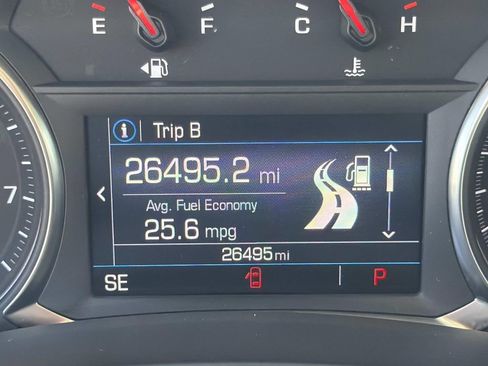 E F C H
i Trip B
26495.2 mi
7
Avg. Fuel Economy
25.6 mpg
26495 mi
SE P